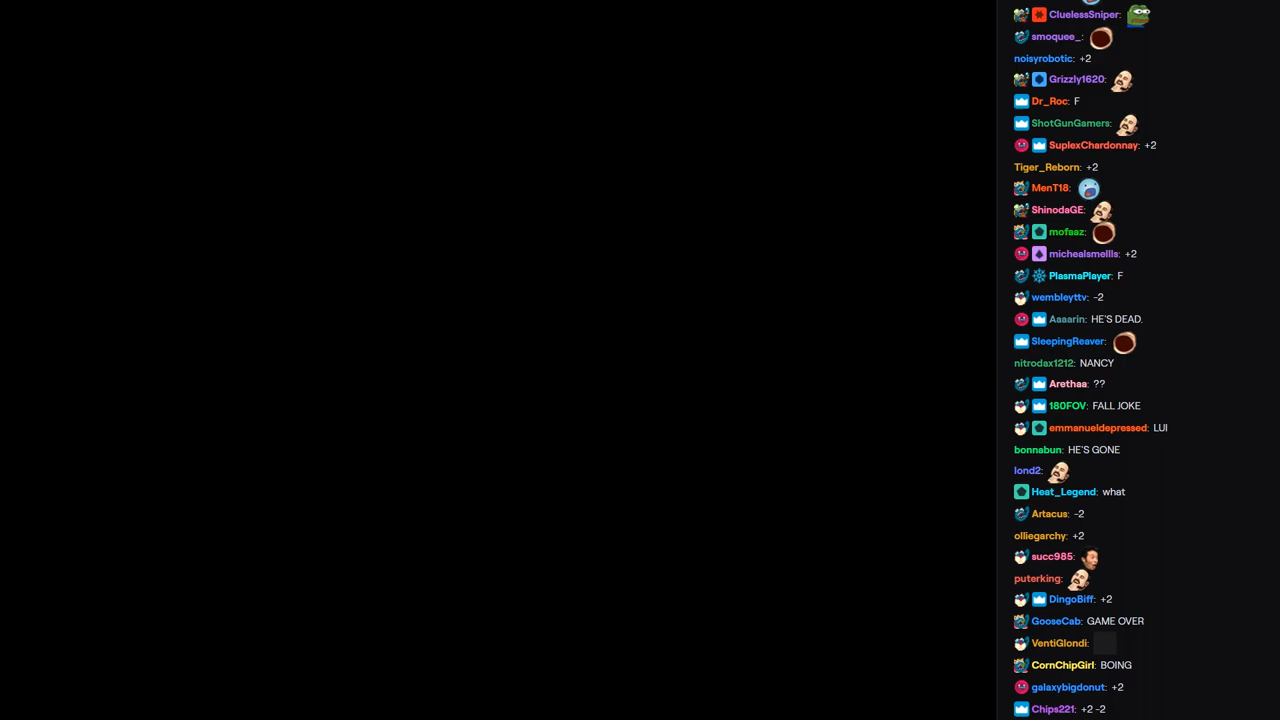 CluelessSniper:
smoquee_:
noisyrobotic: +2
Grizzly1620:
Dr_Roc: F
ShotGunGamers:
SuplexChardonnay: +2
Tiger_Reborn: +2
MenT18:
ShinodaGE:
mofaaz:
michealsmellls: +2
PlasmaPlayer: F
wembleyttv: -2
Aaaarin: HE'S DEAD.
SleepingReaver:
nitrodax1212: NANCY
Arethaa: ??
180FOV: FALL JOKE
emmanueldepressed: LUI
bonnabun: HE'S GONE
lond2:
Heat_Legend: what
Artacus: -2
olliegarchy: +2
succ985:
puterking:
DingoBiff: +2
GooseCab: GAME OVER
VentiGlondi:
CornChipGirl: BOING
galaxybigdonut: +2
Chips221: +2 -2